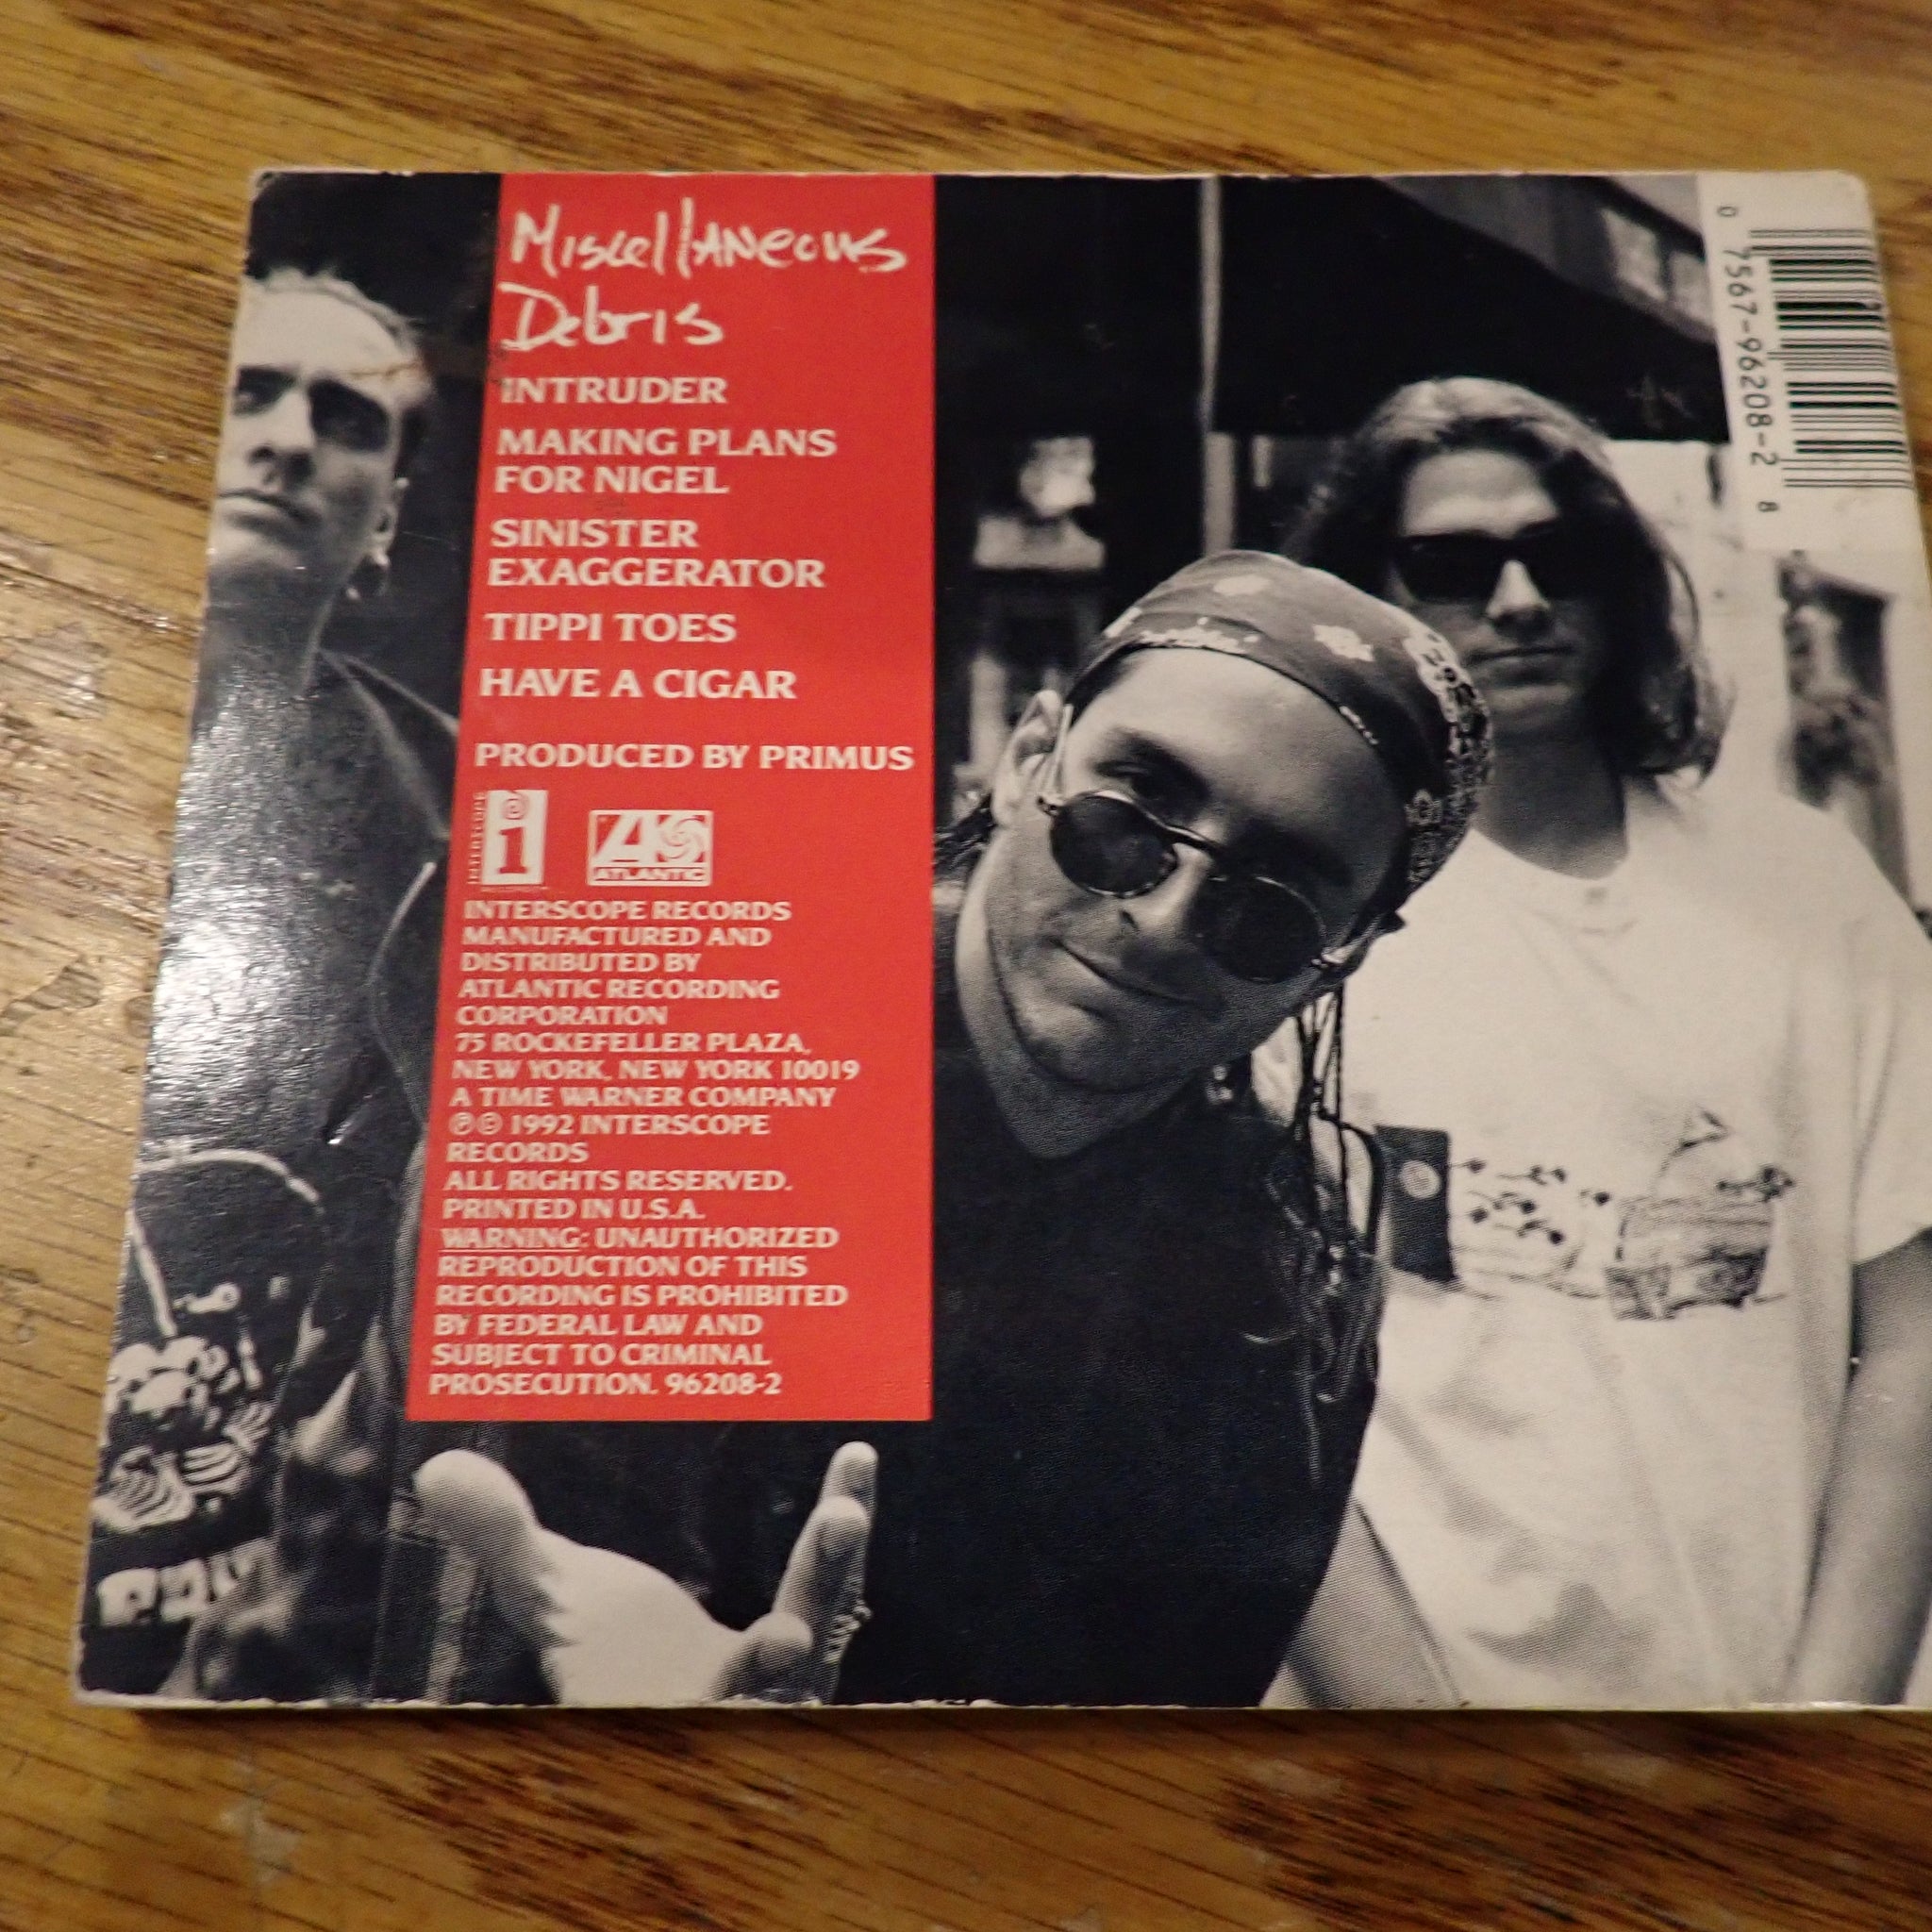 Miscellaneous
Debris
INTRUDER
MAKING PLANS
FOR NIGEL
SINISTER
EXAGGERATOR
TIPPI TOES
HAVE A CIGAR
PRODUCED BY PRIMUS
INTERSCOPE
ATLANTIC
INTERSCOPE RECORDS
MANUFACTURED AND
DISTRIBUTED BY
ATLANTIC RECORDING
CORPORATION
75 ROCKEFELLER PLAZA,
NEW YORK, NEW YORK 10019
A TIME WARNER COMPANY
℗© 1992 INTERSCOPE
RECORDS
ALL RIGHTS RESERVED.
PRINTED IN U.S.A.
WARNING: UNAUTHORIZED
REPRODUCTION OF THIS
RECORDING IS PROHIBITED
BY FEDERAL LAW AND
SUBJECT TO CRIMINAL
PROSECUTION. 96208-2
0 7567-96208-2 8